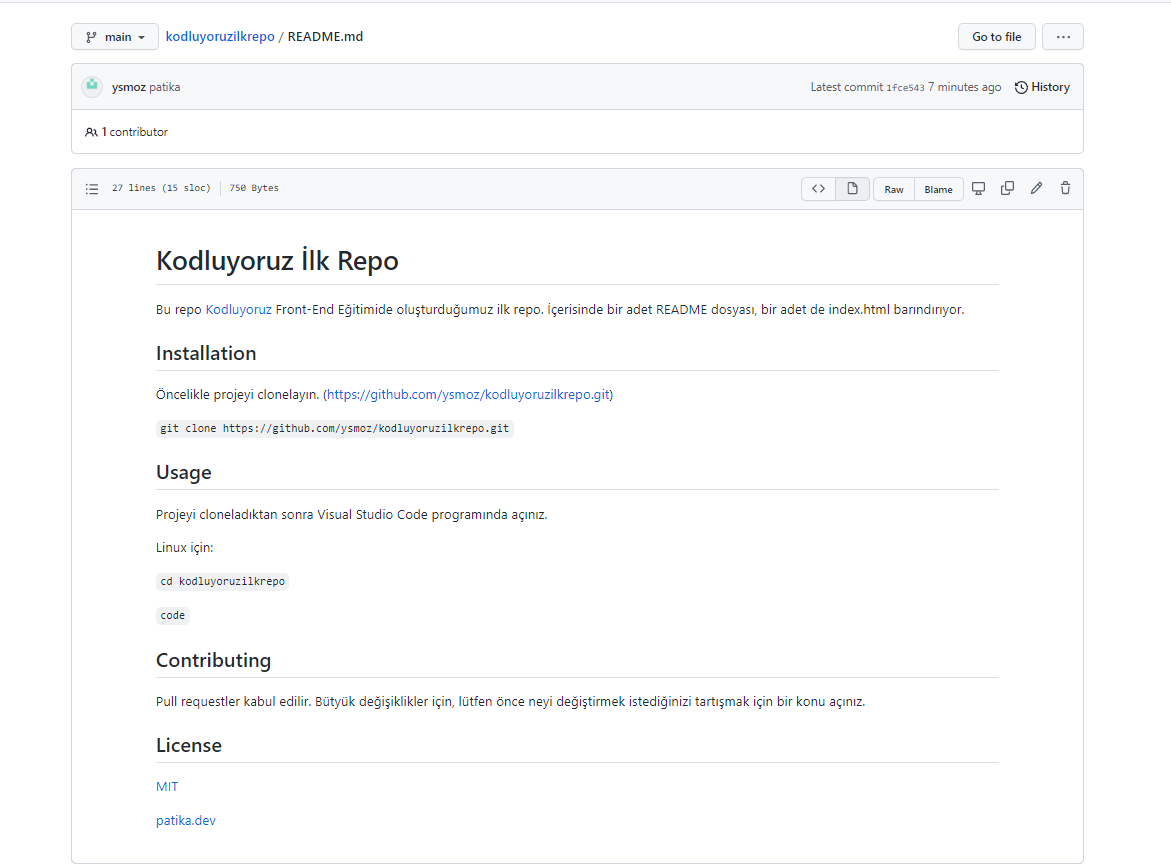 main
kodluyoruzilkrepo / README.md
Go to file
...
ysmoz patika
Latest commit 1fce543 7 minutes ago
History
1 contributor
27 lines (15 sloc)
750 Bytes
<>
Raw
Blame
Kodluyoruz İlk Repo
Bu repo Kodluyoruz Front-End Eğitimide oluşturduğumuz ilk repo. İçerisinde bir adet README dosyası, bir adet de index.html barındırıyor.
Installation
Öncelikle projeyi clonelayın. (https://github.com/ysmoz/kodluyoruzilkrepo.git)
git clone https://github.com/ysmoz/kodluyoruzilkrepo.git
Usage
Projeyi cloneladıktan sonra Visual Studio Code programında açınız.
Linux için:
cd kodluyoruzilkrepo
code
Contributing
Pull requestler kabul edilir. Bütyük değişiklikler için, lütfen önce neyi değiştirmek istediğinizi tartışmak için bir konu açınız.
License
MIT
patika.dev